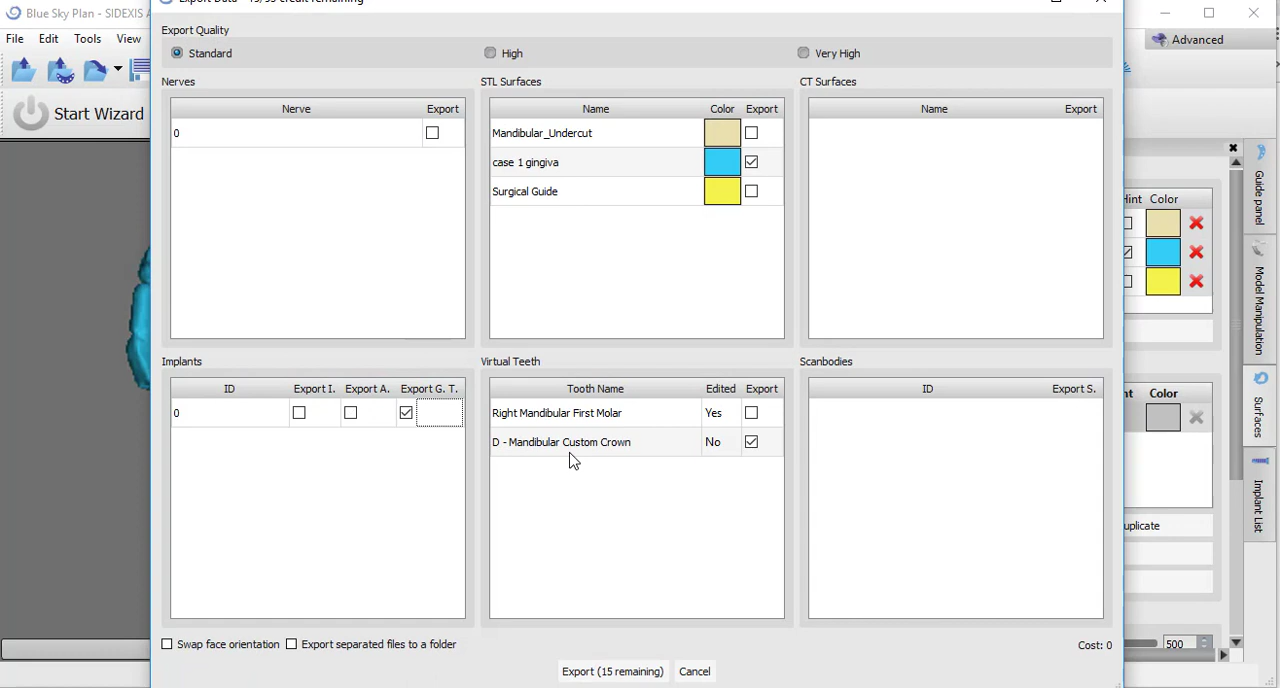 Blue Sky Plan - SIDEXIS A
File Edit Tools View
Start Wizard
Advanced
Export Quality
Standard High Very High
Nerves
Nerve Export
0
STL Surfaces
Name Color Export
Mandibular_Undercut
case 1 gingiva
Surgical Guide
CT Surfaces
Name Export
Implants
ID Export I. Export A. Export G. T.
0
Virtual Teeth
Tooth Name Edited Export
Right Mandibular First Molar Yes
D - Mandibular Custom Crown No
Scanbodies
ID Export S.
Swap face orientation Export separated files to a folder
Cost: 0
Export (15 remaining) Cancel
Hint Color
Color
500
Guide panel
Model Manipulation
Surfaces
Implant List